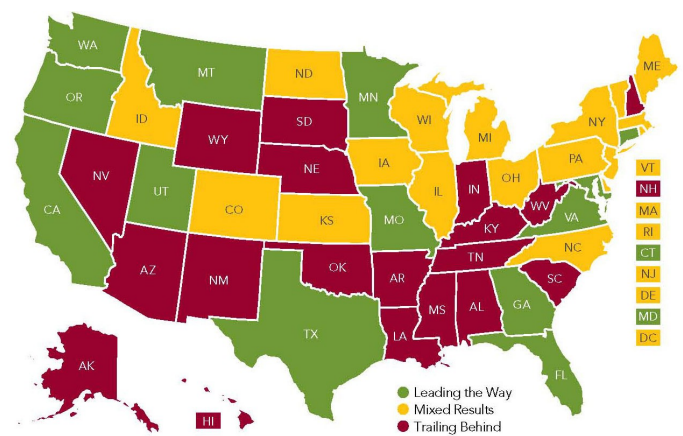 WA
MT
ND
MN
ME
OR
ID
SD
WI
MI
NY
WY
IA
PA
VT
NV
NE
OH
NH
UT
CO
IL
IN
WV
MA
CA
KS
MO
VA
RI
KY
CT
NC
NJ
AZ
NM
OK
AR
TN
SC
DE
MS
AL
GA
MD
TX
LA
DC
AK
FL
HI
Leading the Way
Mixed Results
Trailing Behind